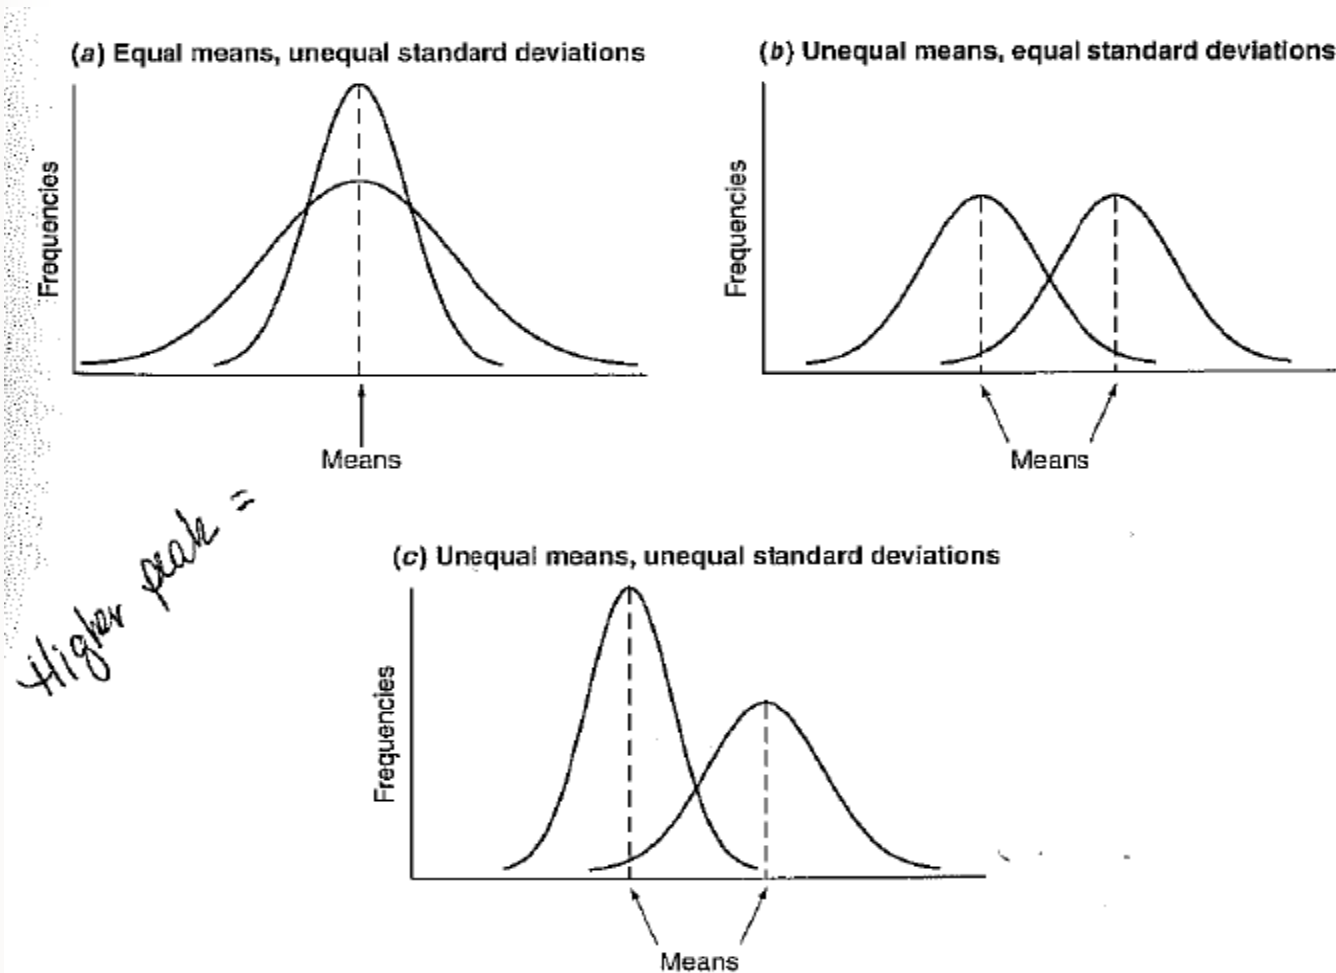 (a) Equal means, unequal standard deviations
Frequencies
Means
(b) Unequal means, equal standard deviations
Frequencies
Means
Higher peak =
(c) Unequal means, unequal standard deviations
Frequencies
Means